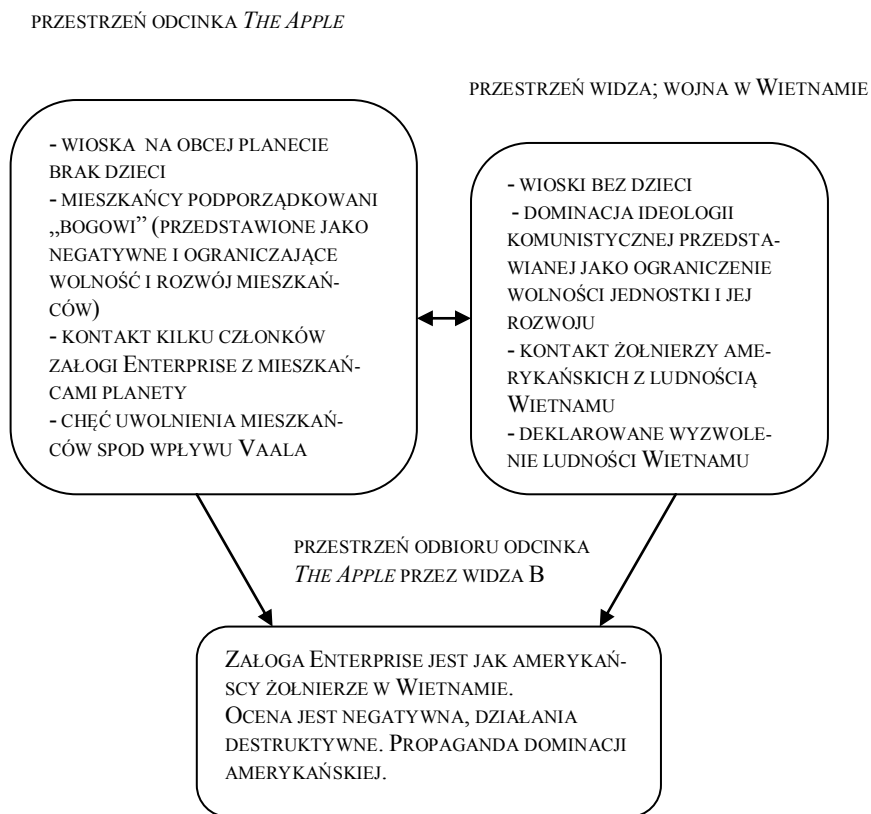 PRZESTRZEŃ ODCINKA THE APPLE
PRZESTRZEŃ WIDZA; WOJNA W WIETNAMIE
- WIOSKA NA OBCEJ PLANECIE
BRAK DZIECI
- MIESZKAŃCY PODPORZĄDKOWANI
„BOGOWI” (PRZEDSTAWIONE JAKO
NEGATYWNE I OGRANICZAJĄCE
WOLNOŚĆ I ROZWÓJ MIESZKAŃ-
CÓW)
- KONTAKT KILKU CZŁONKÓW
ZAŁOGI ENTERPRISE Z MIESZKAŃ-
CAMI PLANETY
- CHĘĆ UWOLNIENIA MIESZKAŃ-
CÓW SPOD WPŁYWU VAALA
- WIOSKI BEZ DZIECI
- DOMINACJA IDEOLOGII
KOMUNISTYCZNEJ PRZEDSTA-
WIANEJ JAKO OGRANICZENIE
WOLNOŚCI JEDNOSTKI I JEJ
ROZWOJU
- KONTAKT ŻOŁNIERZY AME-
RYKAŃSKICH Z LUDNOŚCIĄ
WIETNAMU
- DEKLAROWANE WYZWOLE-
NIE LUDNOŚCI WIETNAMU
PRZESTRZEŃ ODBIORU ODCINKA
THE APPLE PRZEZ WIDZA B
ZAŁOGA ENTERPRISE JEST JAK AMERYKAŃ-
SCY ŻOŁNIERZE W WIETNAMIE.
OCENA JEST NEGATYWNA, DZIAŁANIA
DESTRUKTYWNE. PROPAGANDA DOMINACJI
AMERYKAŃSKIEJ.